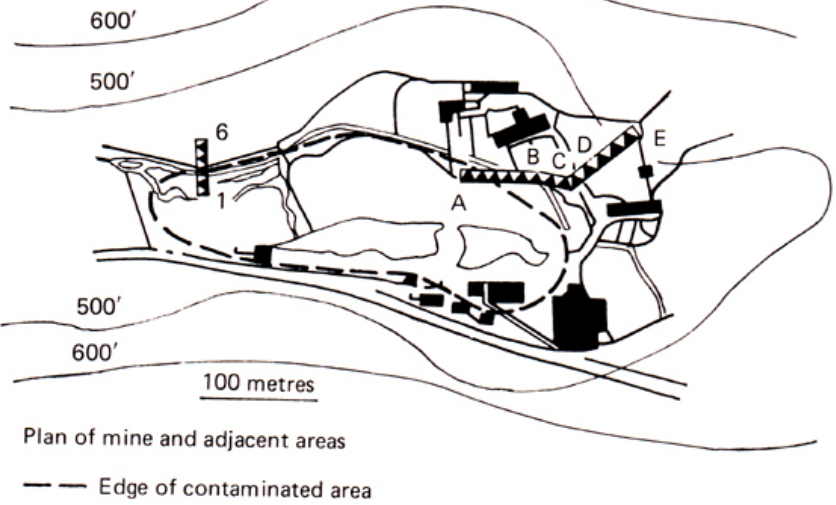 600'
500'
6
D
E
B
C
1
A
500'
600'
100 metres
Plan of mine and adjacent areas
Edge of contaminated area